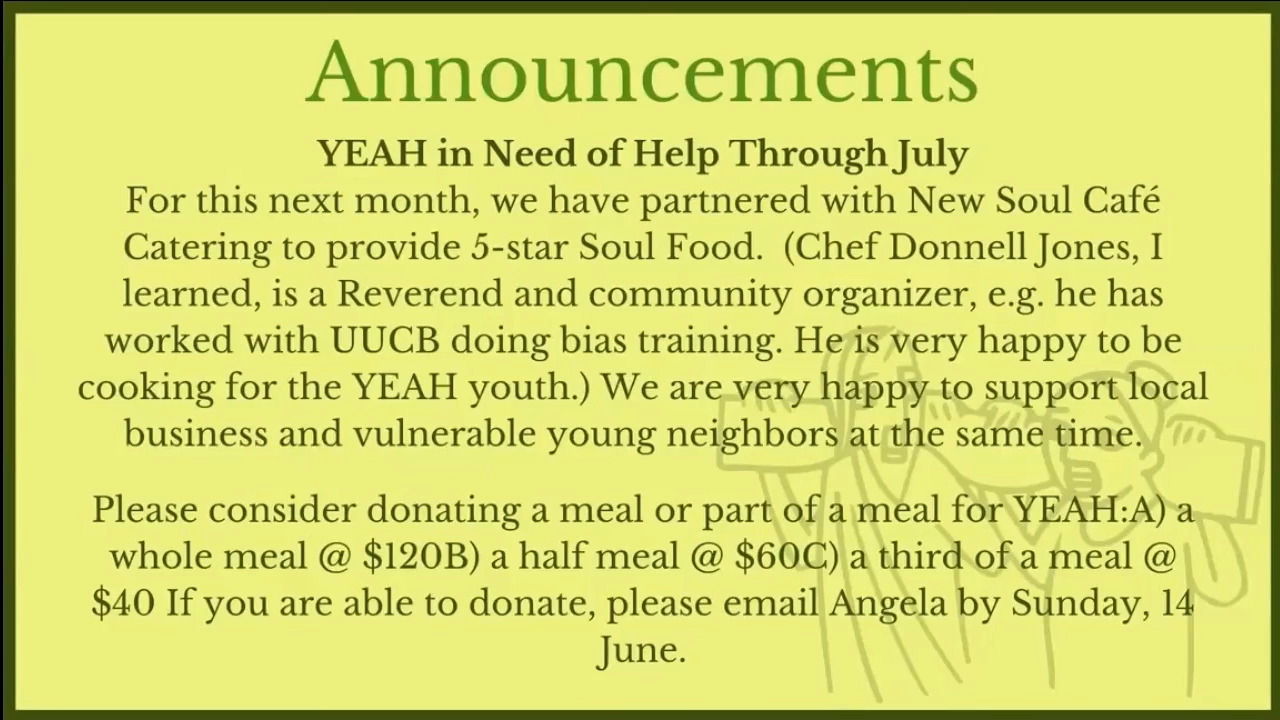 Announcements
YEAH in Need of Help Through July
For this next month, we have partnered with New Soul Café
Catering to provide 5-star Soul Food.  (Chef Donnell Jones, I
learned, is a Reverend and community organizer, e.g. he has
worked with UUCB doing bias training. He is very happy to be
cooking for the YEAH youth.) We are very happy to support local
business and vulnerable young neighbors at the same time.
Please consider donating a meal or part of a meal for YEAH:A) a
whole meal @ $120B) a half meal @ $60C) a third of a meal @
$40 If you are able to donate, please email Angela by Sunday, 14
June.